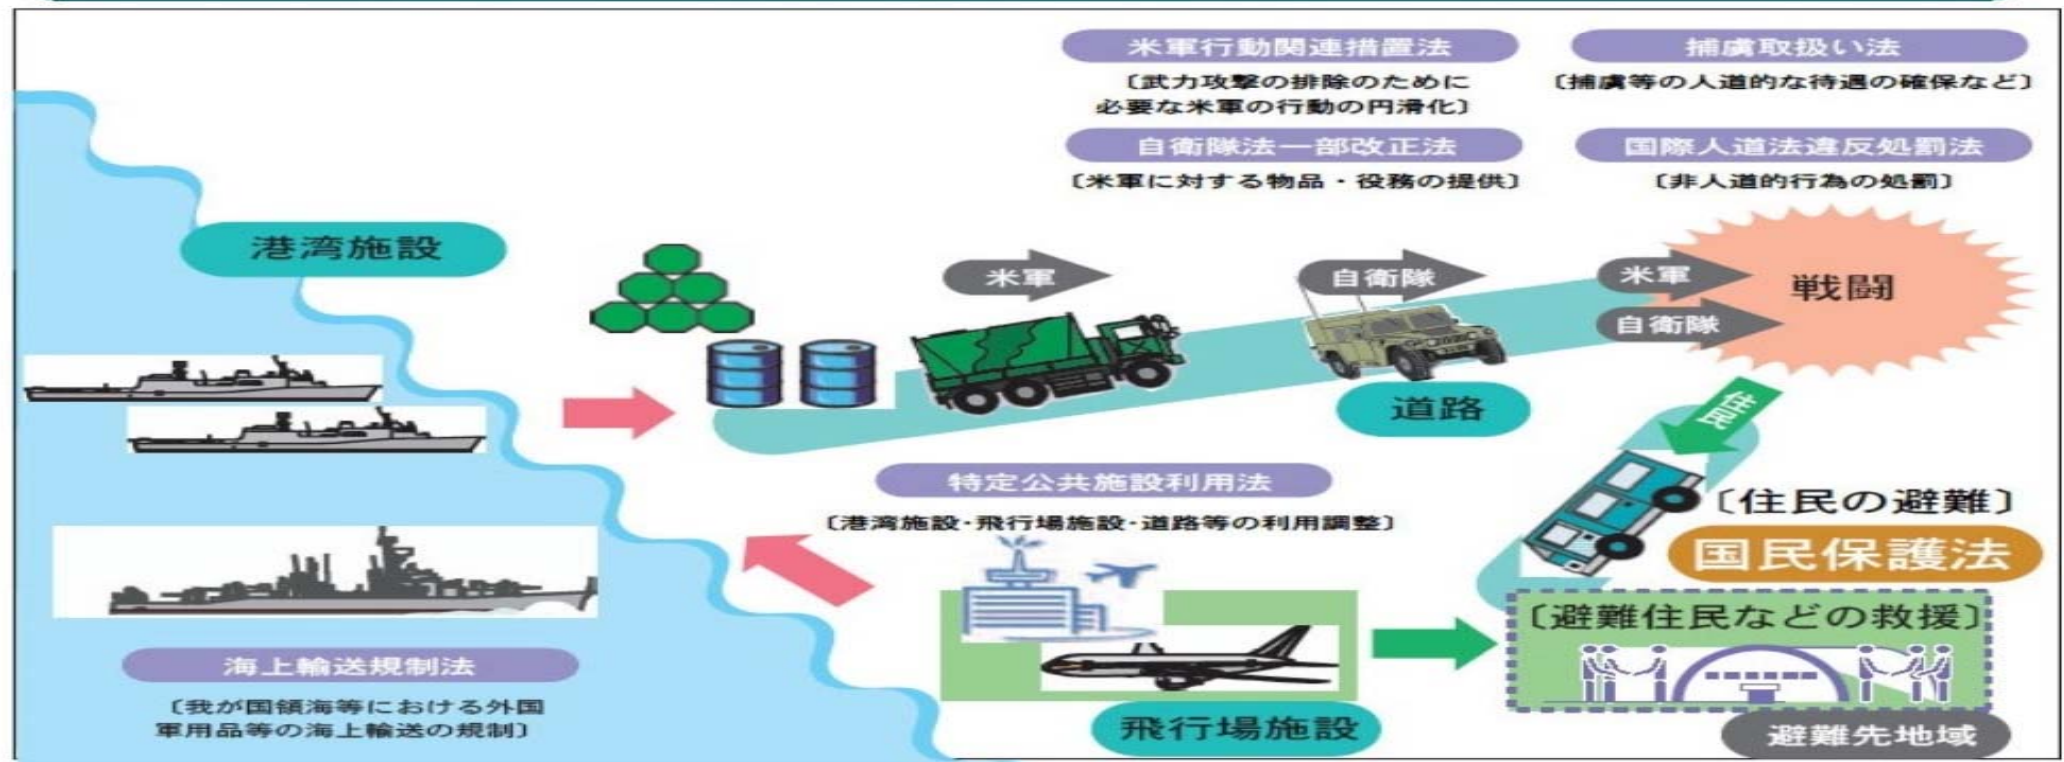 米軍行動関連措置法
〔武力攻撃の排除のために
必要な米軍の行動の円滑化〕
捕虜取扱い法
〔捕虜等の人道的な待遇の確保など〕
自衛隊法一部改正法
〔米軍に対する物品・役務の提供〕
国際人道法違反処罰法
〔非人道的行為の処罰〕
港湾施設
米軍
自衛隊
米軍
自衛隊
戦闘
道路
住民
特定公共施設利用法
〔港湾施設・飛行場施設・道路等の利用調整〕
〔住民の避難〕
国民保護法
〔避難住民などの救援〕
海上輸送規制法
〔我が国領海等における外国
軍用品等の海上輸送の規制〕
飛行場施設
避難先地域